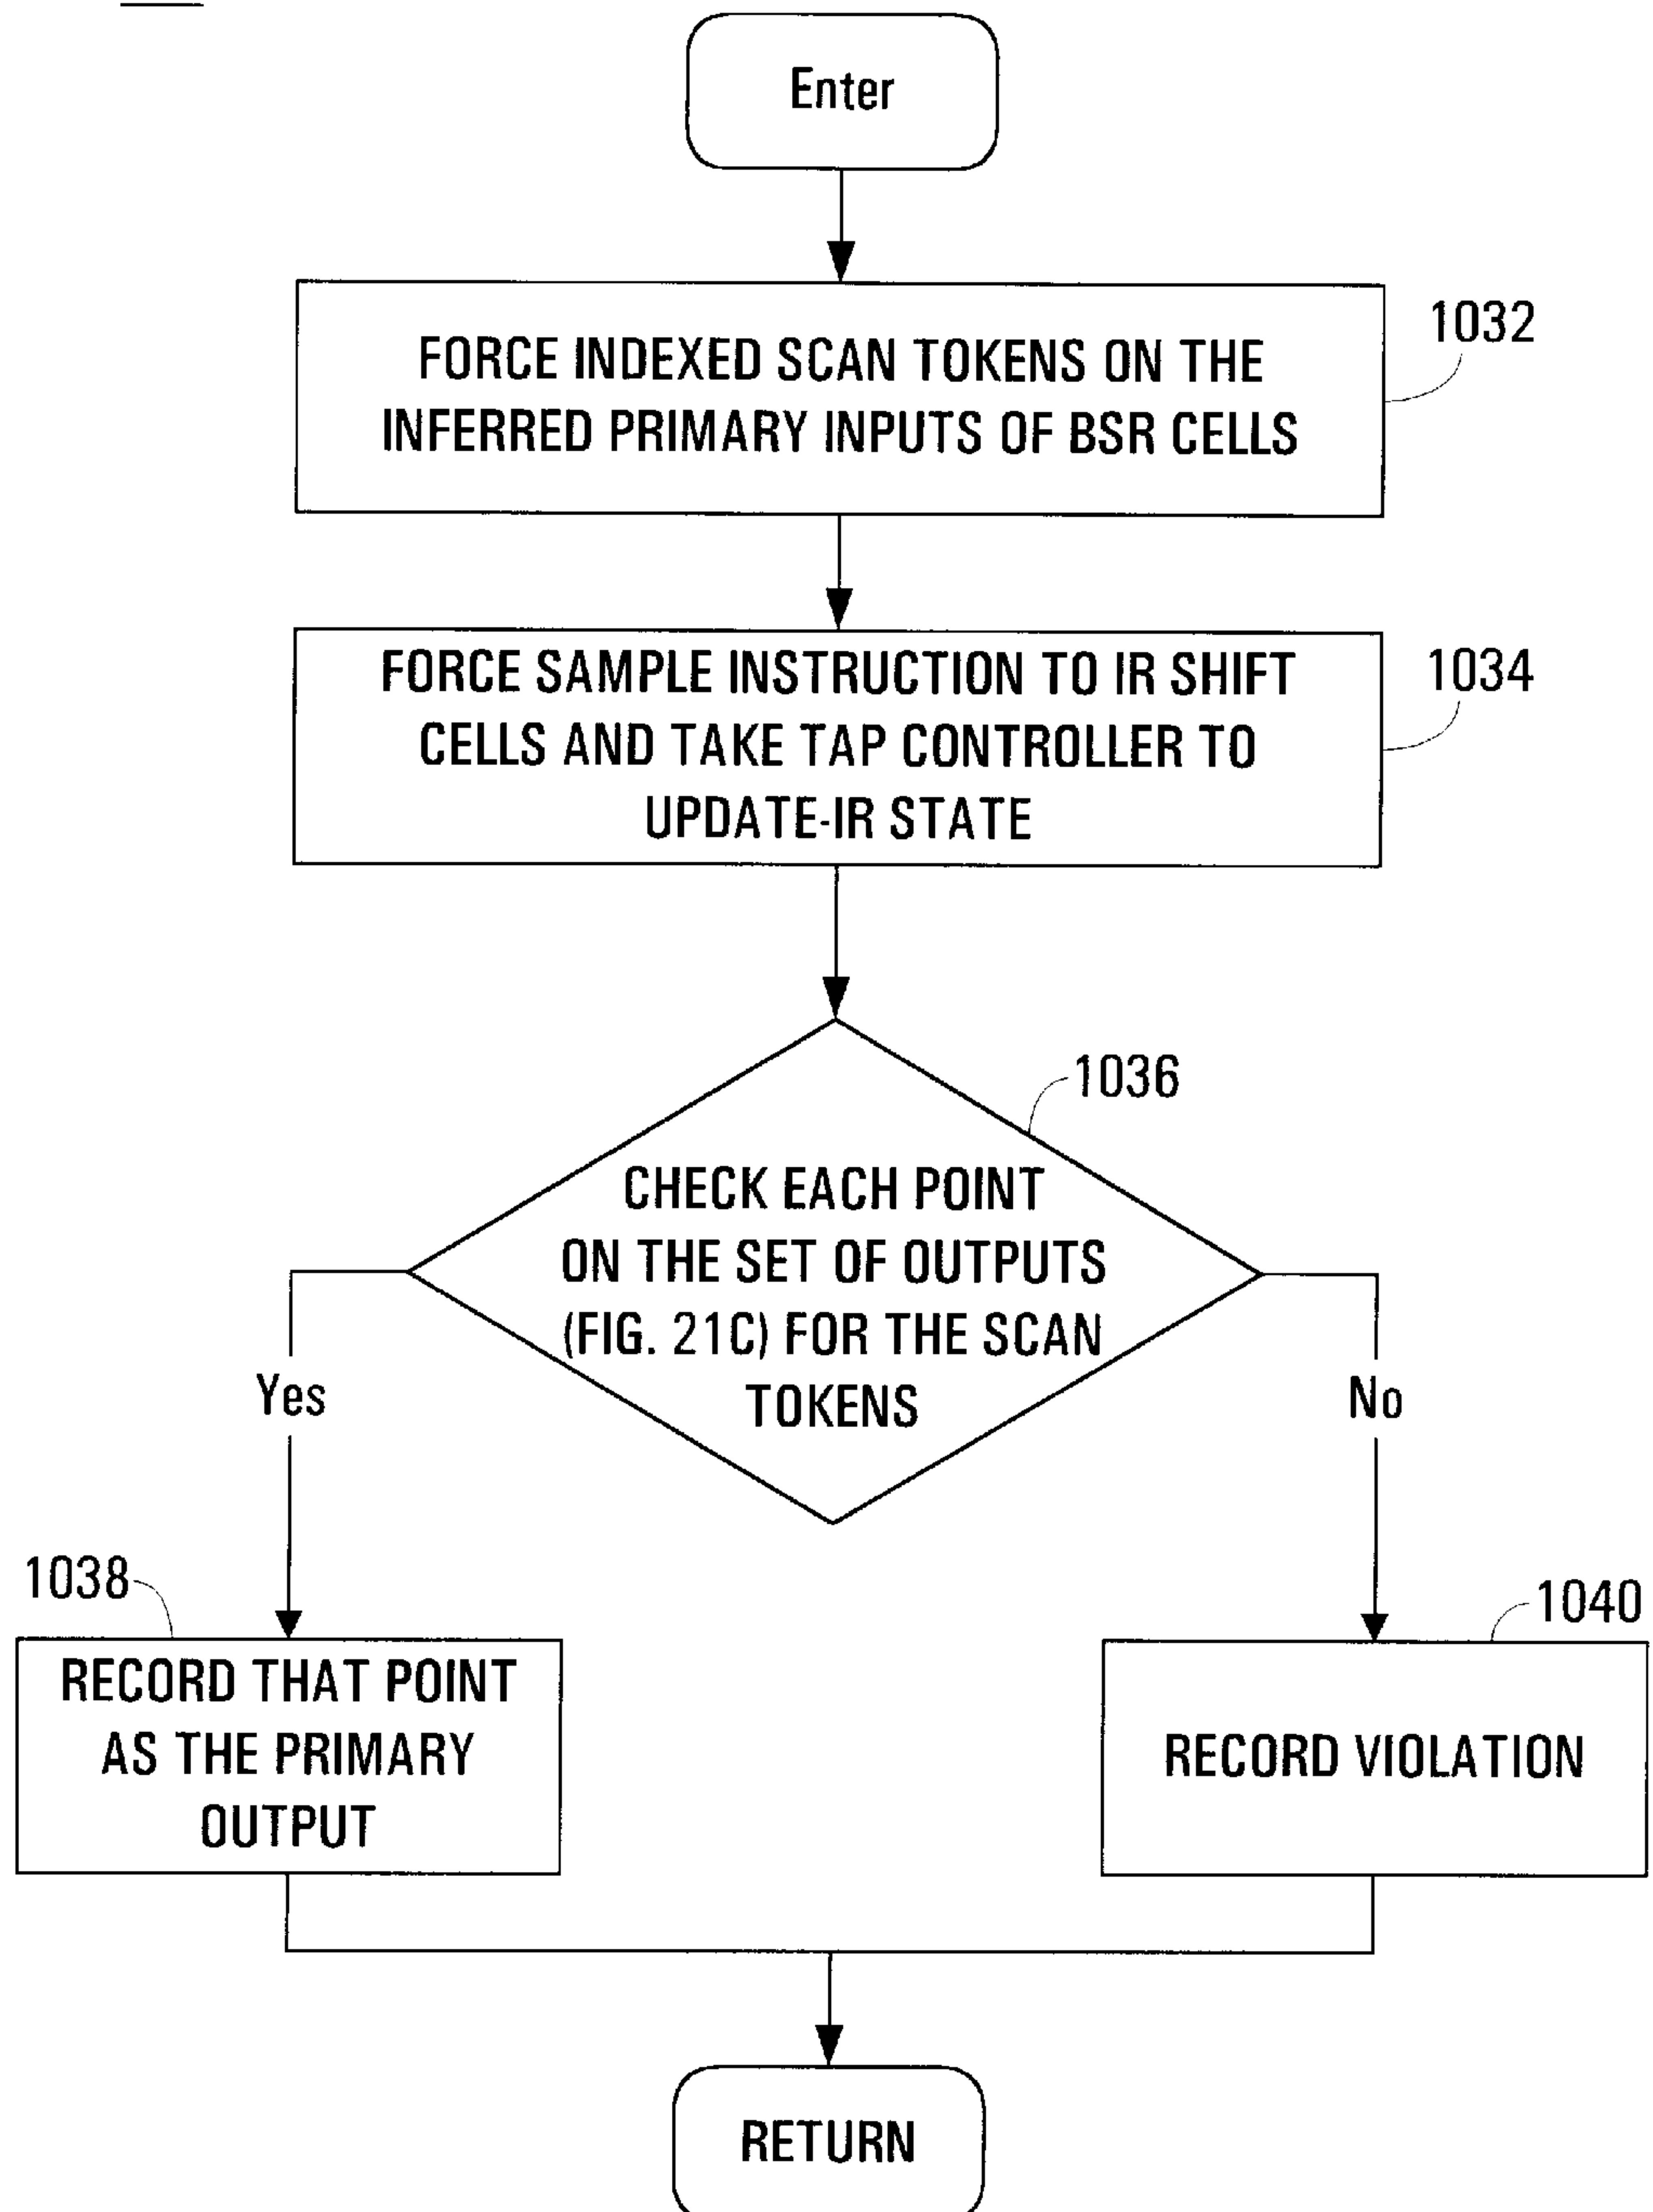 Enter
1032
FORCE INDEXED SCAN TOKENS ON THE
INFERRED PRIMARY INPUTS OF BSR CELLS
1034
FORCE SAMPLE INSTRUCTION TO IR SHIFT
CELLS AND TAKE TAP CONTROLLER TO
UPDATE-IR STATE
1036
CHECK EACH POINT
ON THE SET OF OUTPUTS
(FIG. 21C) FOR THE SCAN
TOKENS
Yes
No
1038
RECORD THAT POINT
AS THE PRIMARY
OUTPUT
1040
RECORD VIOLATION
RETURN